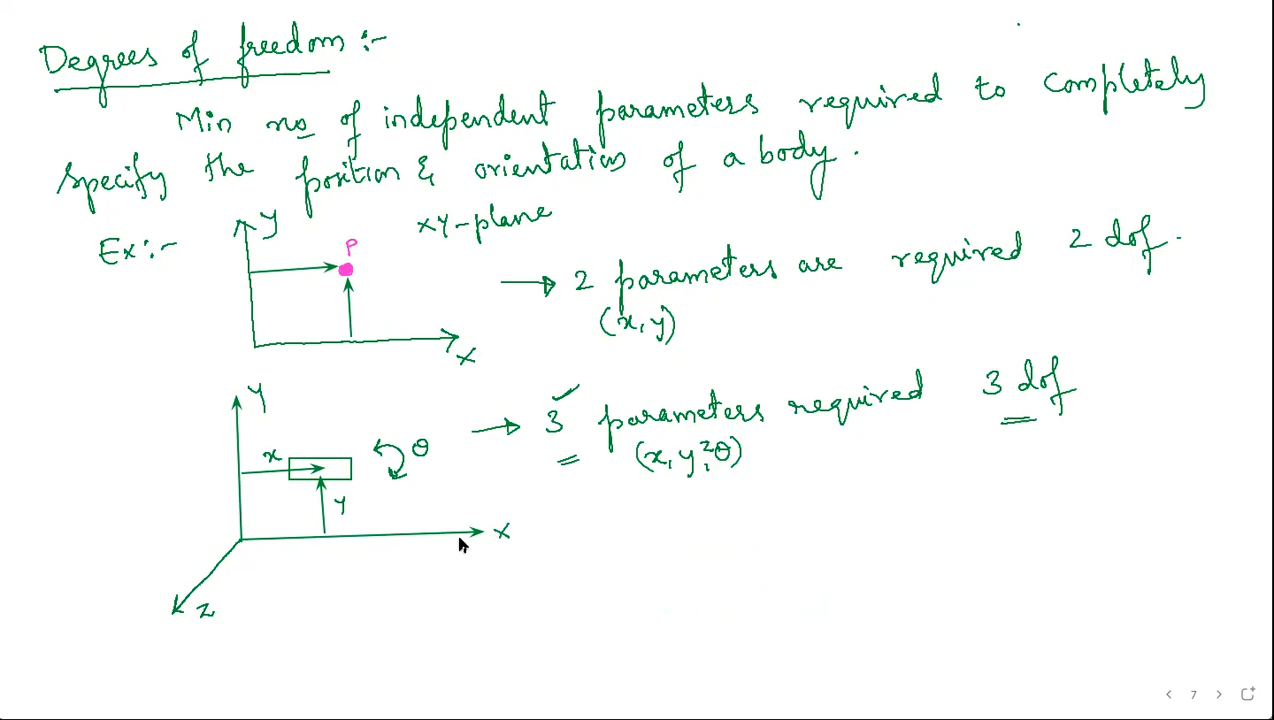 Degrees of freedom :-
Min no of independent parameters required to completely
specify the position & orientation of a body.
Ex :-
Y
XY-plane
P
→ 2 parameters are required 2 dof.
(x, y)
X
Y
→ 3 parameters required 3 dof
x
θ
(x, y, θ)
Y
X
Z
7